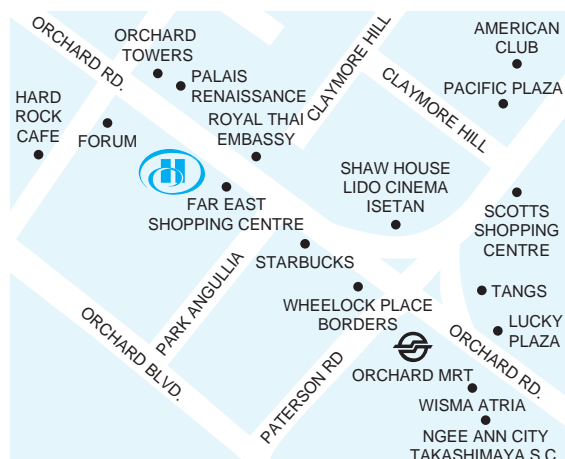 ORCHARD RD.
ORCHARD
TOWERS
PALAIS
RENAISSANCE
HARD
ROCK
CAFE
FORUM
ROYAL THAI
EMBASSY
CLAYMORE HILL
CLAYMORE HILL
AMERICAN
CLUB
PACIFIC PLAZA
H
FAR EAST
SHOPPING CENTRE
SHAW HOUSE
LIDO CINEMA
ISETAN
SCOTTS
SHOPPING
CENTRE
STARBUCKS
PARK ANGULLIA
ORCHARD BLVD.
WHEELOCK PLACE
BORDERS
TANGS
LUCKY
PLAZA
PATERSON RD
ORCHARD RD.
ORCHARD MRT
WISMA ATRIA
NGEE ANN CITY
TAKASHIMAYA S.C.